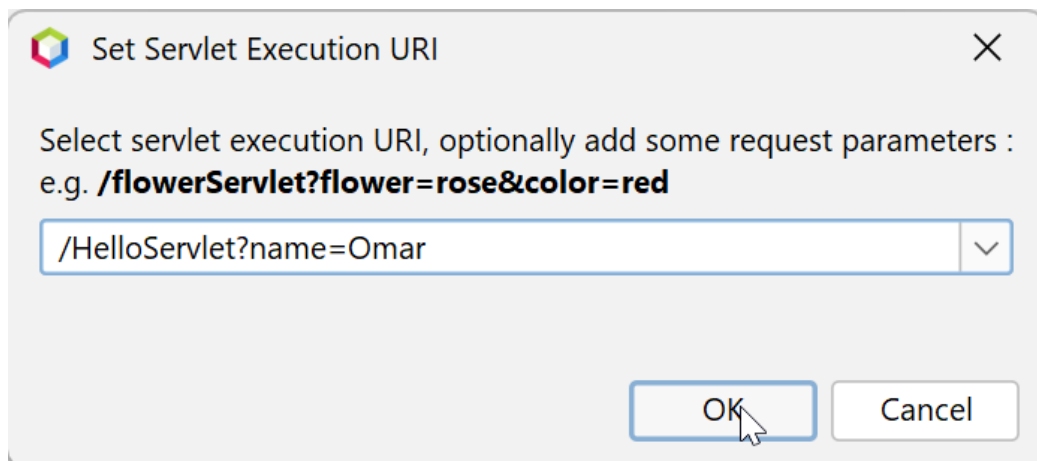 Set Servlet Execution URI
Select servlet execution URI, optionally add some request parameters :
e.g. /flowerServlet?flower=rose&color=red
/HelloServlet?name=Omar
OK Cancel